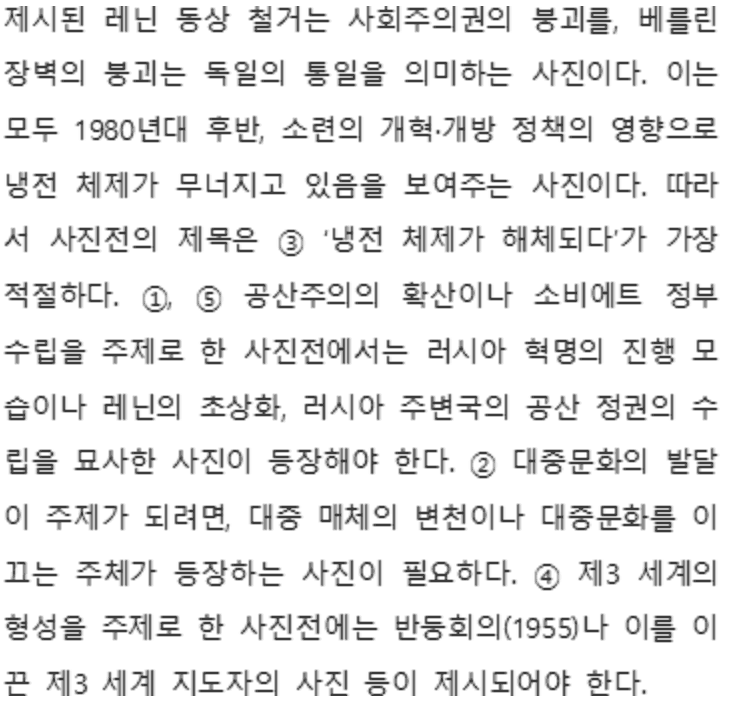 제시된 레닌 동상 철거는 사회주의권의 붕괴를, 베를린
장벽의 붕괴는 독일의 통일을 의미하는 사진이다. 이는
모두 1980년대 후반, 소련의 개혁·개방 정책의 영향으로
냉전 체제가 무너지고 있음을 보여주는 사진이다. 따라
서 사진전의 제목은 ③ ‘냉전 체제가 해체되다’가 가장
적절하다. ①, ⑤ 공산주의의 확산이나 소비에트 정부
수립을 주제로 한 사진전에서는 러시아 혁명의 진행 모
습이나 레닌의 초상화, 러시아 주변국의 공산 정권의 수
립을 묘사한 사진이 등장해야 한다. ② 대중문화의 발달
이 주제가 되려면, 대중 매체의 변천이나 대중문화를 이
끄는 주체가 등장하는 사진이 필요하다. ④ 제3 세계의
형성을 주제로 한 사진전에는 반둥회의(1955)나 이를 이
끈 제3 세계 지도자의 사진 등이 제시되어야 한다.